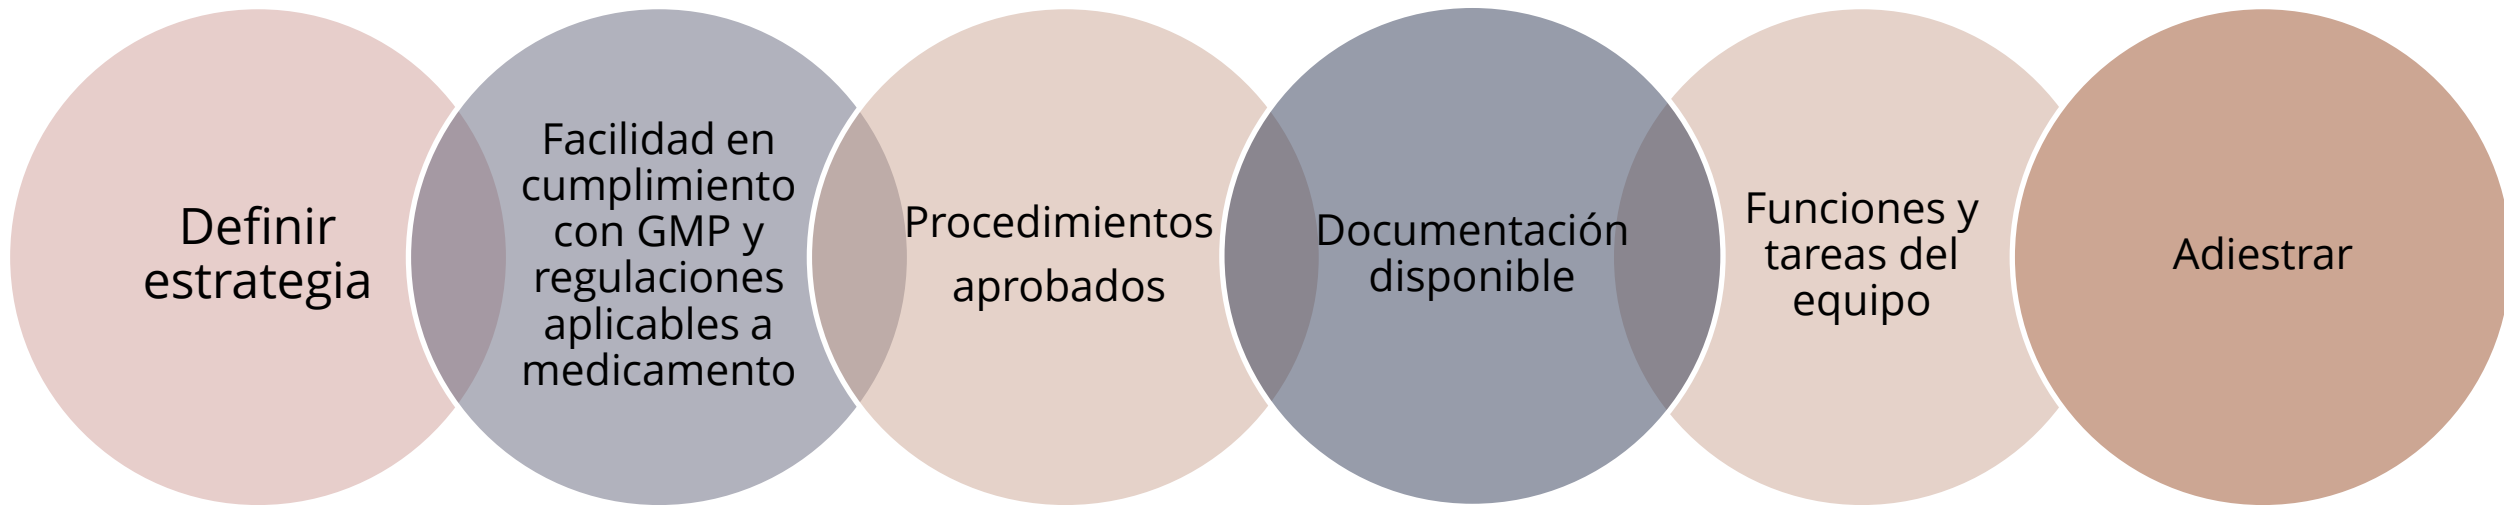 Definir
estrategia
Facilidad en
cumplimiento
con GMP y
regulaciones
aplicables a
medicamento
Procedimientos
aprobados
Documentación
disponible
Funciones y
tareas del
equipo
Adiestrar